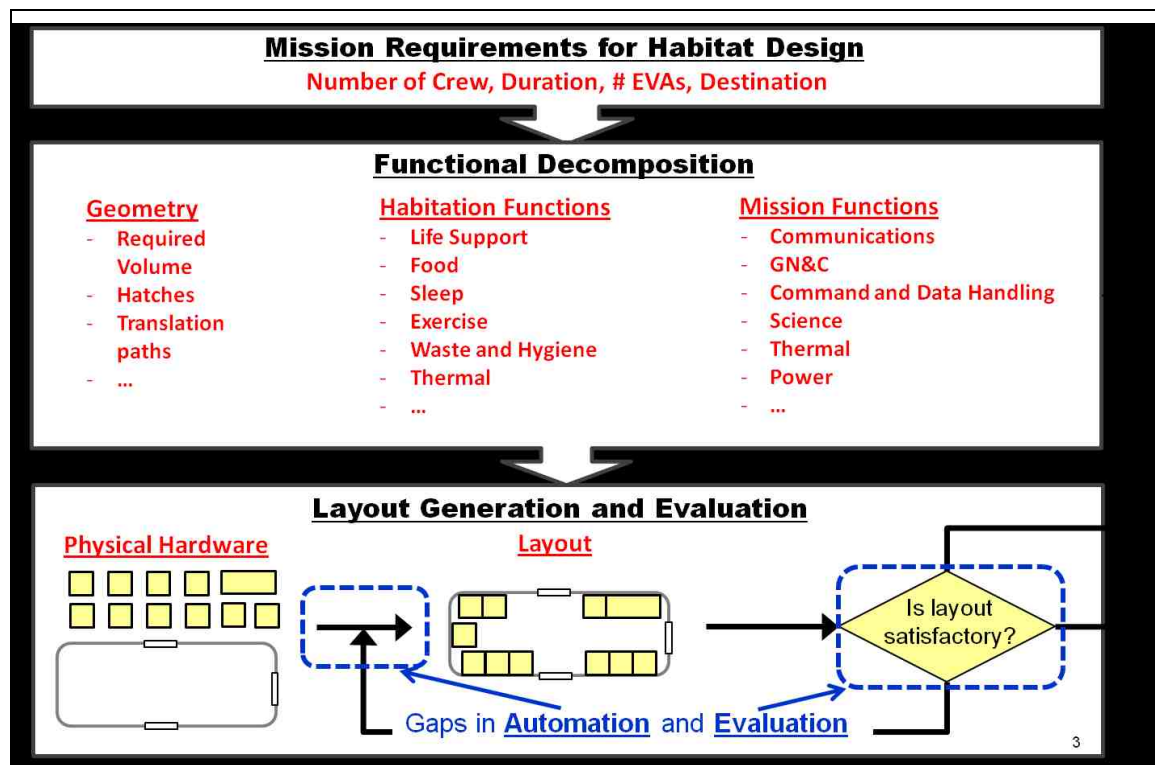 Mission Requirements for Habitat Design
Number of Crew, Duration, # EVAs, Destination
Functional Decomposition
Geometry
- Required
Volume
- Hatches
- Translation
paths
- ...
Habitation Functions
- Life Support
- Food
- Sleep
- Exercise
- Waste and Hygiene
- Thermal
- ...
Mission Functions
- Communications
- GN&C
- Command and Data Handling
- Science
- Thermal
- Power
- ...
Layout Generation and Evaluation
Physical Hardware
Layout
Is layout
satisfactory?
Gaps in Automation and Evaluation
3